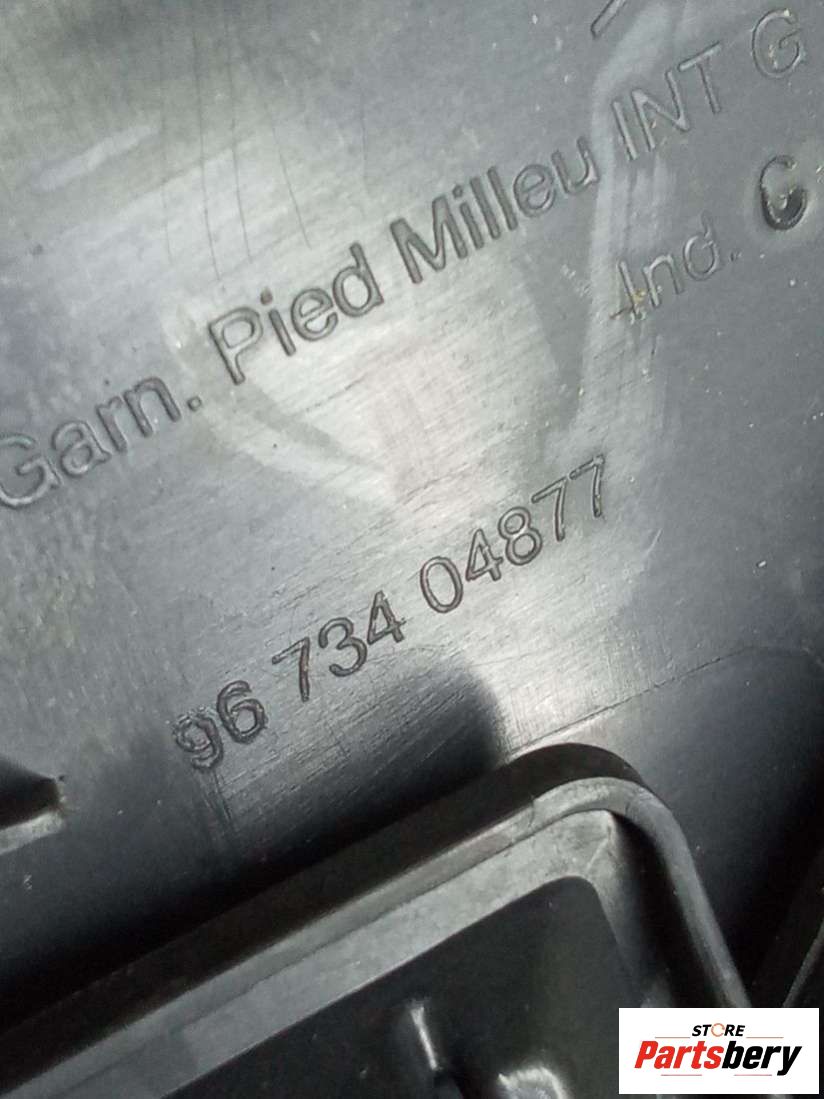 Garn. Pied Milleu INT G
Ind. C
96 734 04877
STORE
Partsbery